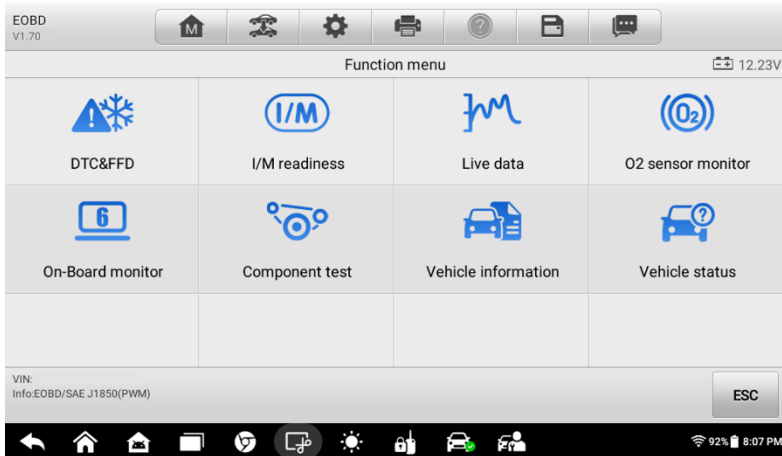 EOBD
V1.70
M
?
Function menu
12.23V
DTC&FFD
I/M
I/M readiness
Live data
O2
O2 sensor monitor
6
On-Board monitor
Component test
Vehicle information
?
Vehicle status
VIN:
Info:EOBD/SAE J1850(PWM)
ESC
92% 8:07 PM